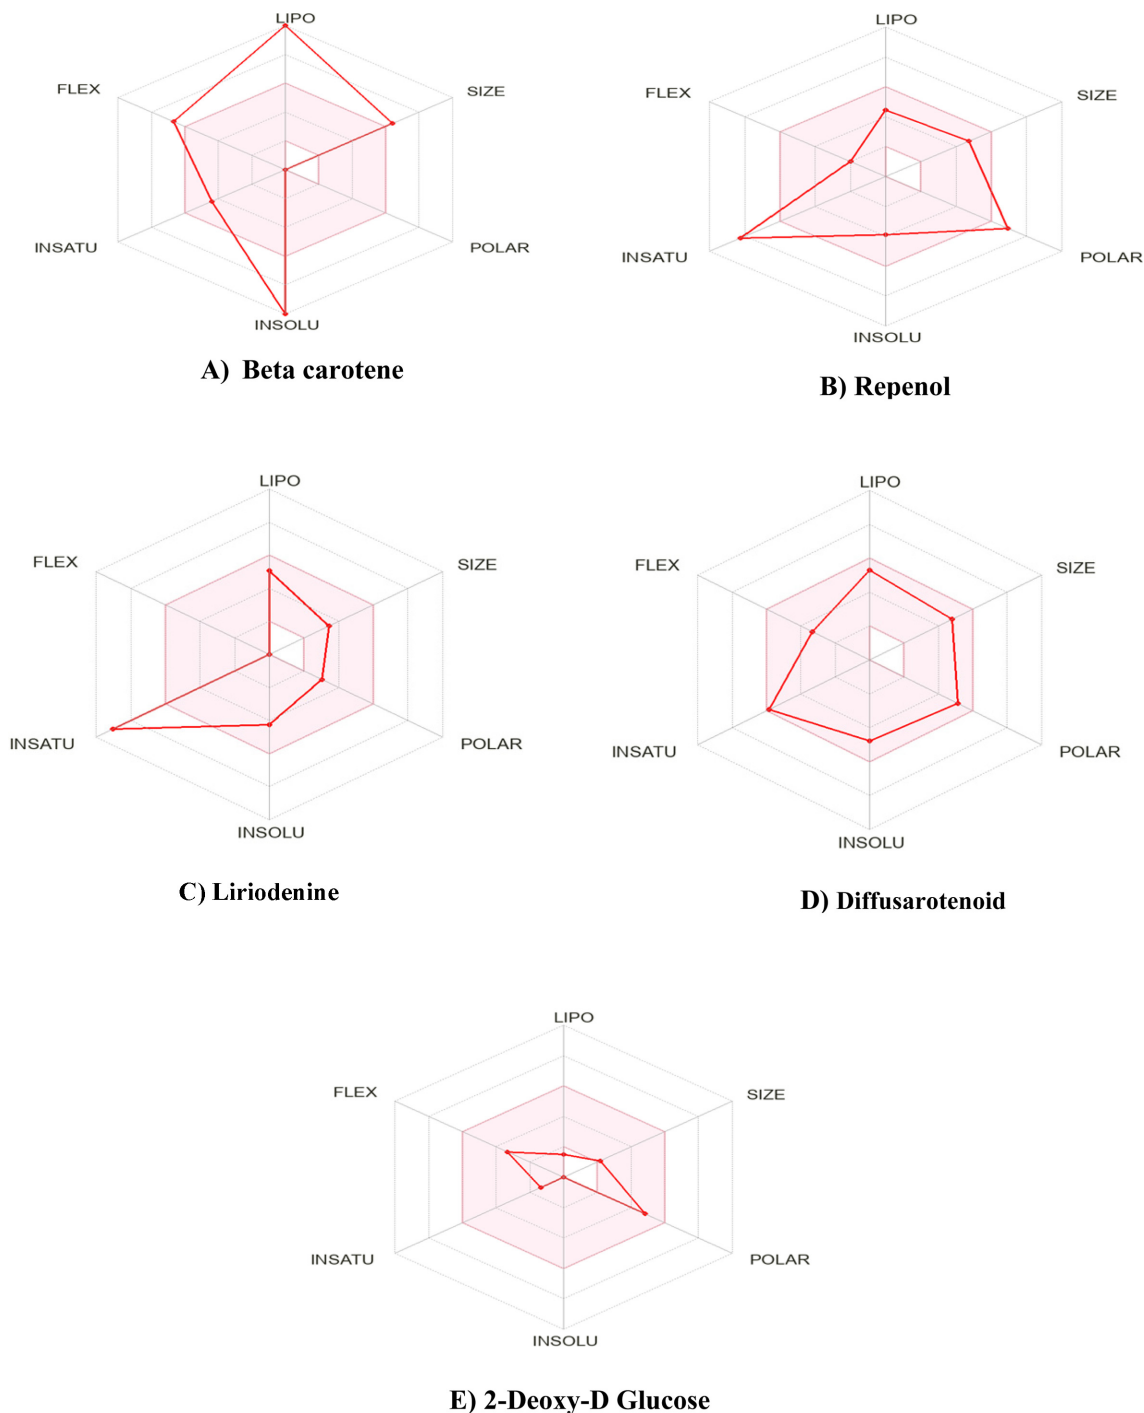 LIPO
FLEX
SIZE
INSATU
POLAR
INSOLU
A) Beta carotene
LIPO
FLEX
SIZE
INSATU
POLAR
INSOLU
B) Repenol
LIPO
FLEX
SIZE
INSATU
POLAR
INSOLU
C) Liriodenine
LIPO
FLEX
SIZE
INSATU
POLAR
INSOLU
D) Diffusarotenoid
LIPO
FLEX
SIZE
INSATU
POLAR
INSOLU
E) 2-Deoxy-D Glucose